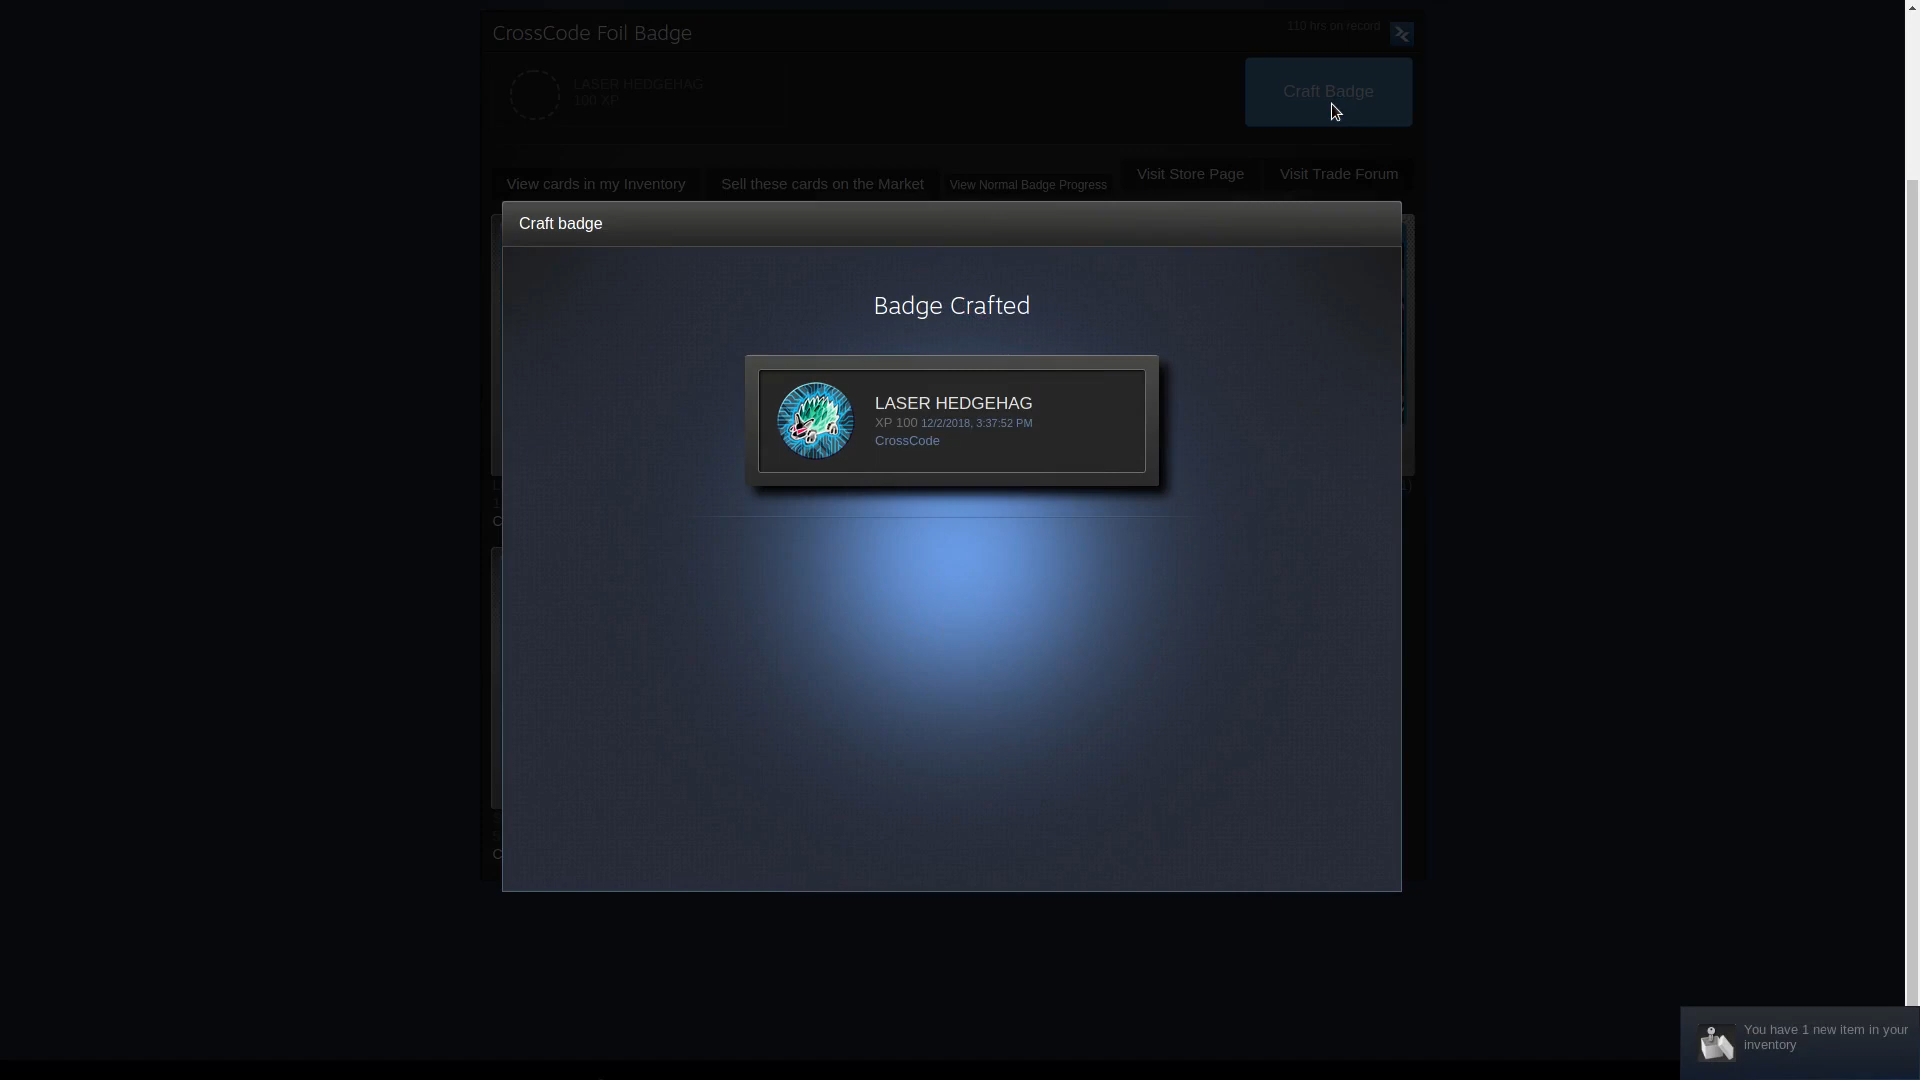 CrossCode Foil Badge
110 hrs on record
LASER HEDGEHAG
100 XP
Craft Badge
View cards in my Inventory
Sell these cards on the Market
View Normal Badge Progress
Visit Store Page
Visit Trade Forum
Craft badge
Badge Crafted
LASER HEDGEHAG
XP 100 12/2/2018, 3:37:52 PM
CrossCode
You have 1 new item in your
inventory